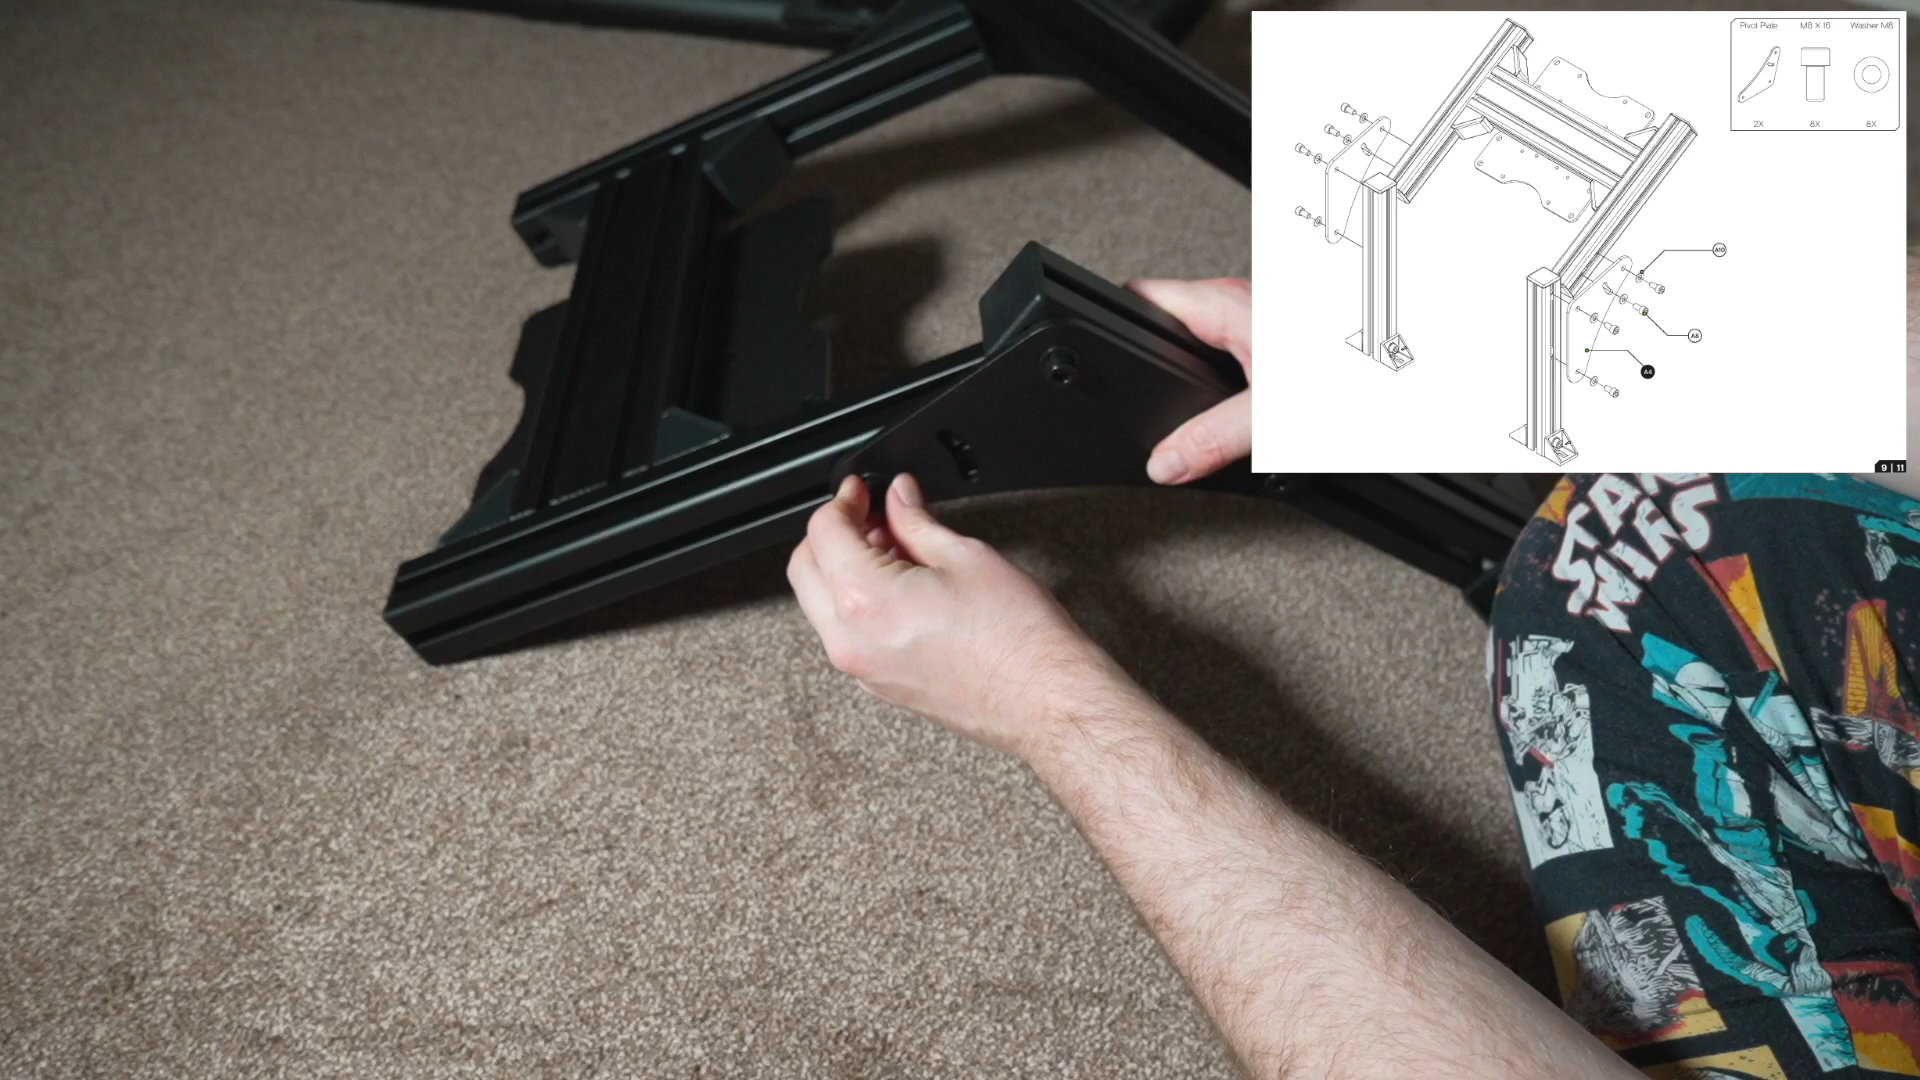 Pivot Plate M8 X 16 Washer M8
2X 8X 8X
A10
A8
A4
9 | 11
STAR
WARS